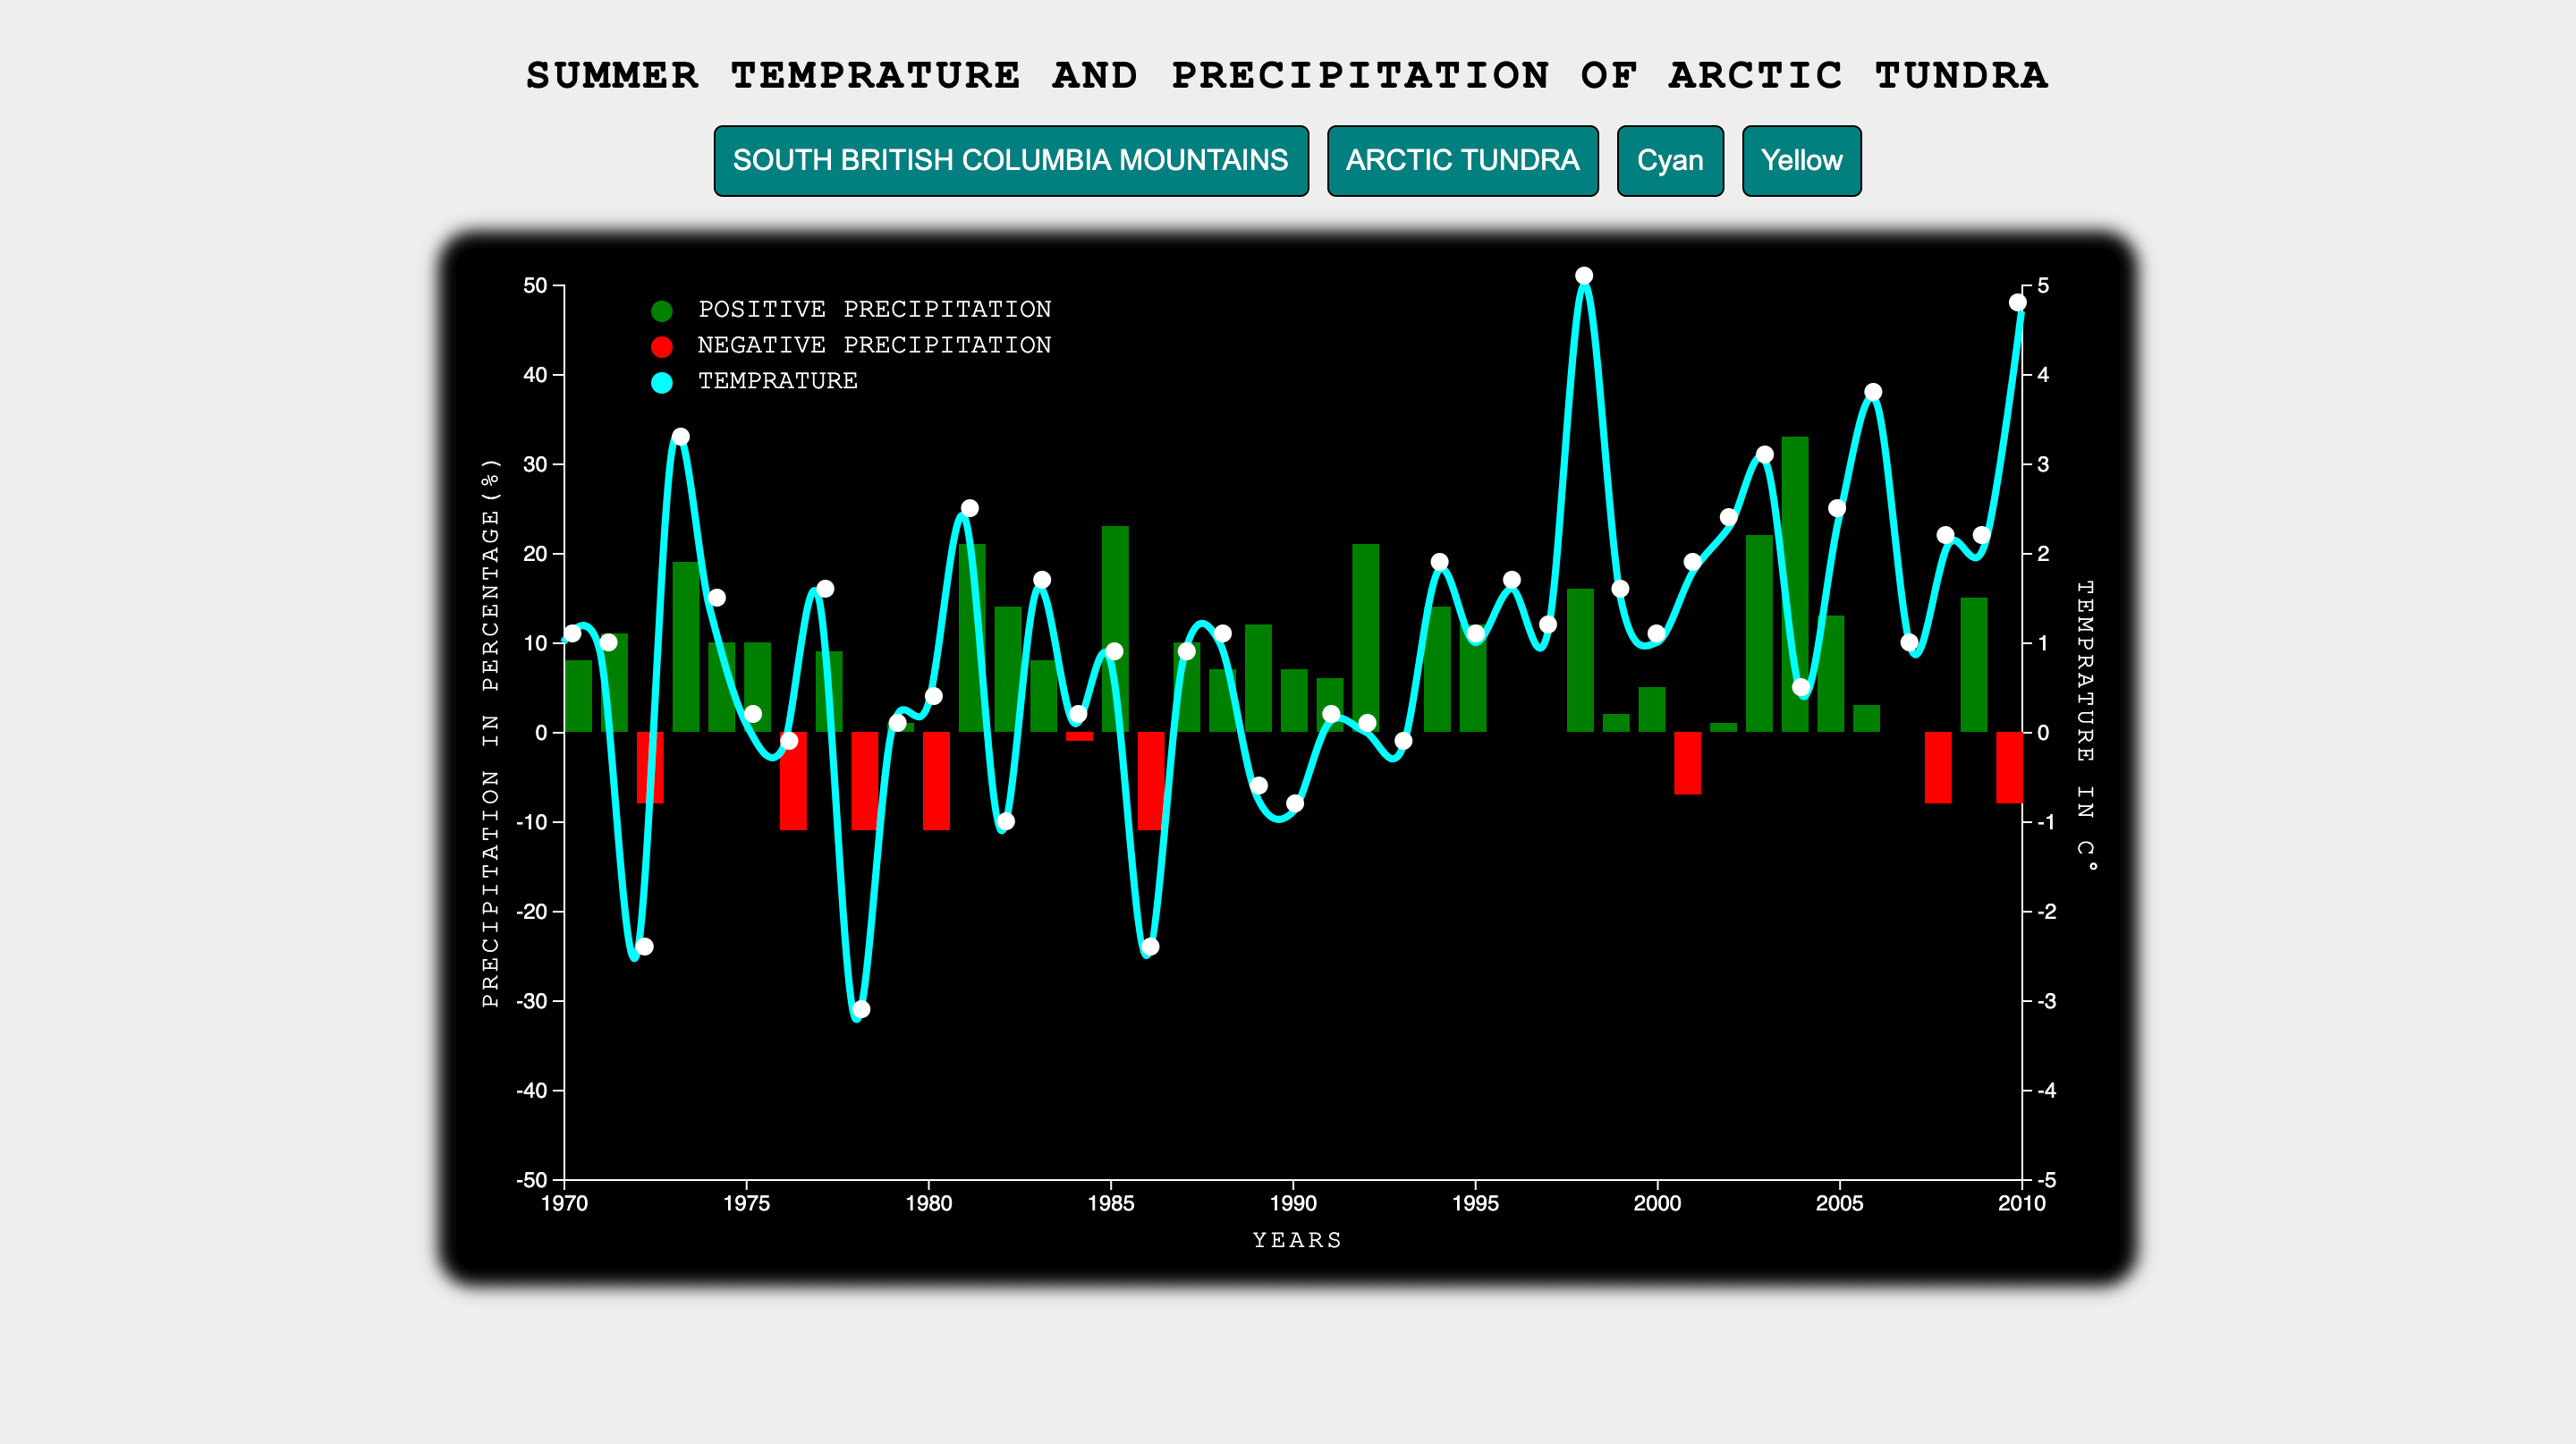 SUMMER TEMPRATURE AND PRECIPITATION OF ARCTIC TUNDRA
SOUTH BRITISH COLUMBIA MOUNTAINS
ARCTIC TUNDRA
Cyan
Yellow
POSITIVE PRECIPITATION
NEGATIVE PRECIPITATION
TEMPRATURE
PRECIPITATION IN PERCENTAGE(%)
50
40
30
20
10
0
-10
-20
-30
-40
-50
5
4
3
2
1
0
-1
-2
-3
-4
-5
TEMPRATURE IN C°
1970
1975
1980
1985
1990
1995
2000
2005
2010
YEARS